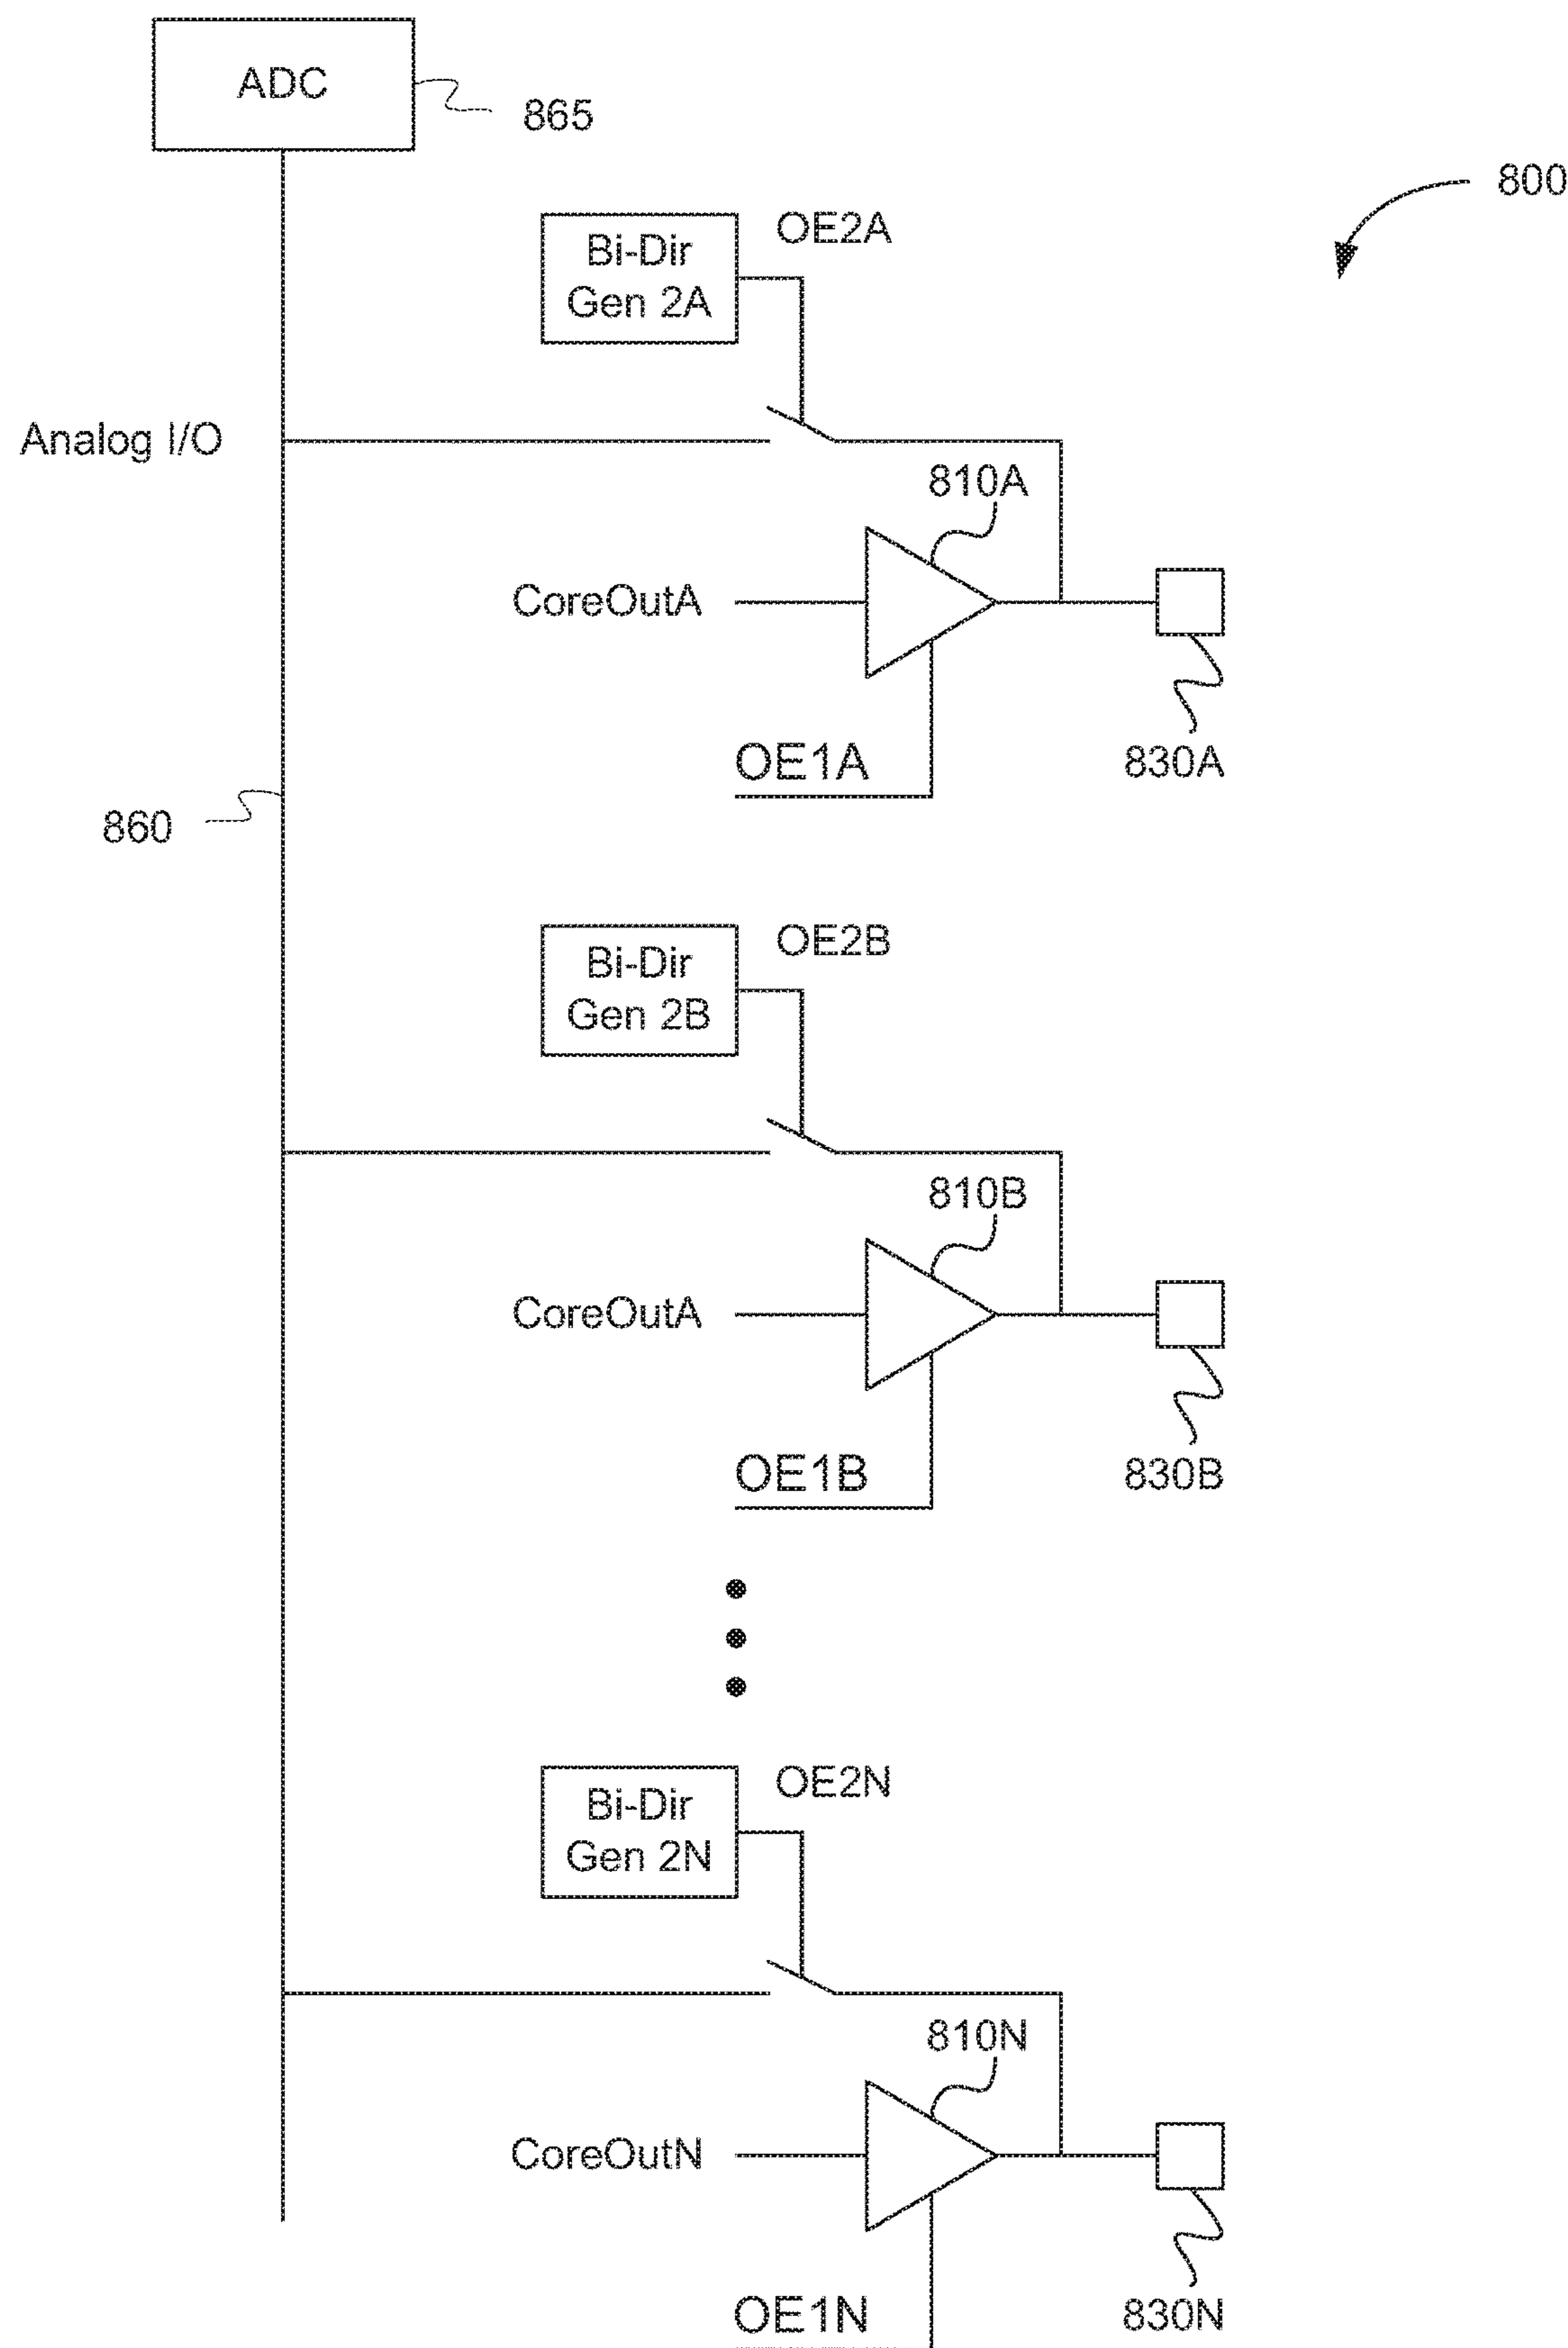 ADC
865
800
Bi-Dir
Gen 2A
OE2A
Analog I/O
810A
CoreOutA
OE1A
830A
860
Bi-Dir
Gen 2B
OE2B
810B
CoreOutA
OE1B
830B
Bi-Dir
Gen 2N
OE2N
810N
CoreOutN
OE1N
830N